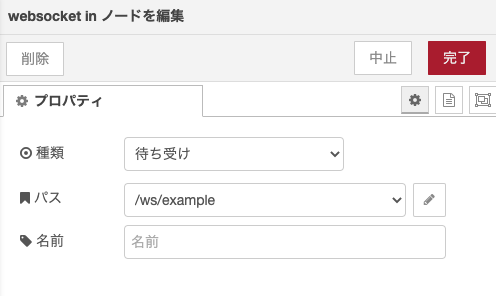 websocket in ノードを編集
削除
中止
完了
プロパティ
種類
待ち受け
パス
/ws/example
名前
名前